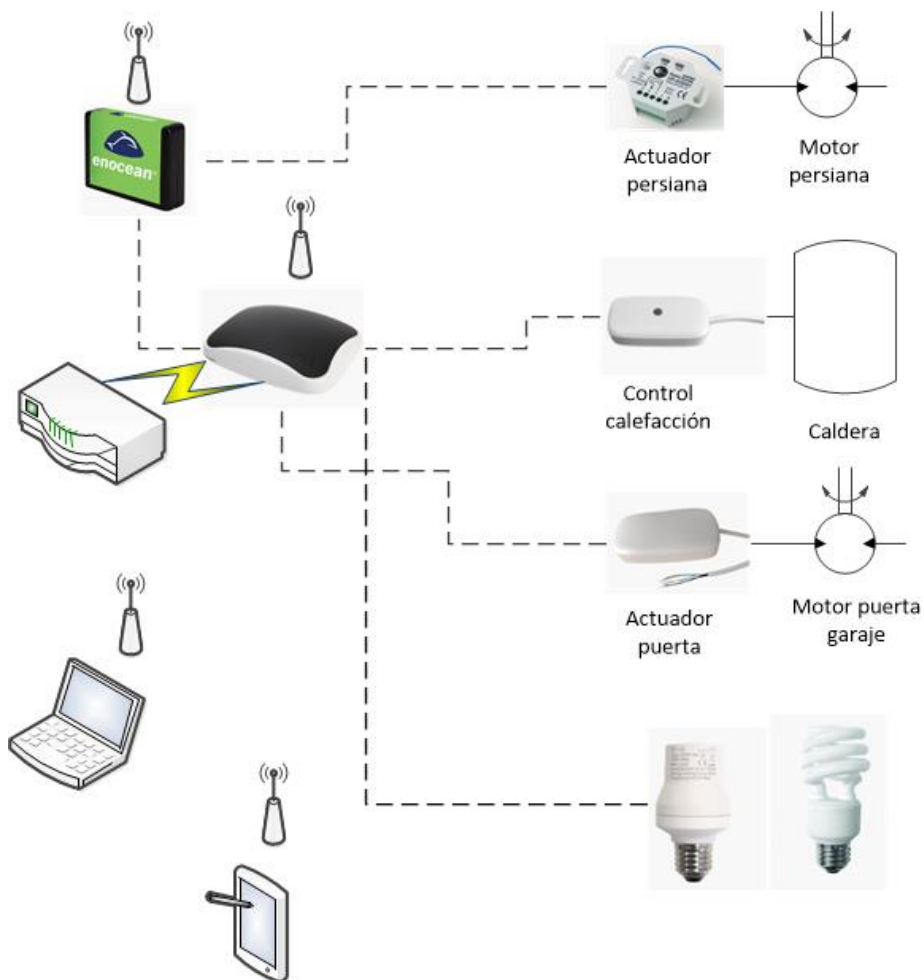 enocean
Actuador
persiana
Motor
persiana
Control
calefacción
Caldera
Actuador
puerta
Motor puerta
garaje